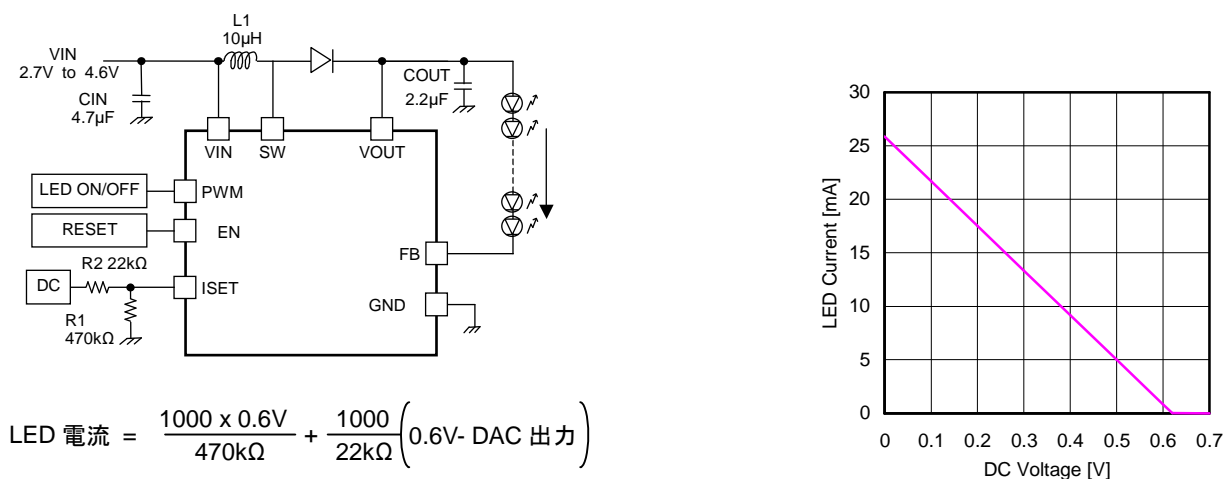 L1
10µH
VIN
2.7V to 4.6V
CIN
4.7µF
COUT
2.2µF
VIN
SW
VOUT
LED ON/OFF
PWM
RESET
EN
FB
R2 22kΩ
DC
ISET
GND
R1
470kΩ
LED 電流 = 1000 x 0.6V / 470kΩ + 1000 / 22kΩ (0.6V- DAC 出力)
30
25
20
15
10
5
0
LED Current [mA]
0 0.1 0.2 0.3 0.4 0.5 0.6 0.7
DC Voltage [V]